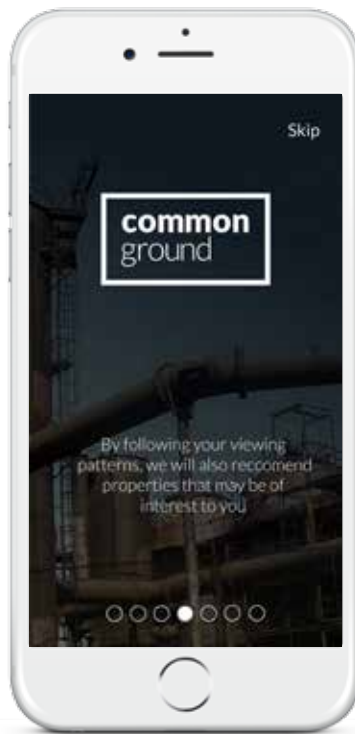 Skip
common
ground
By following your viewing
patterns, we will also reccomend
properties that may be of
interest to you